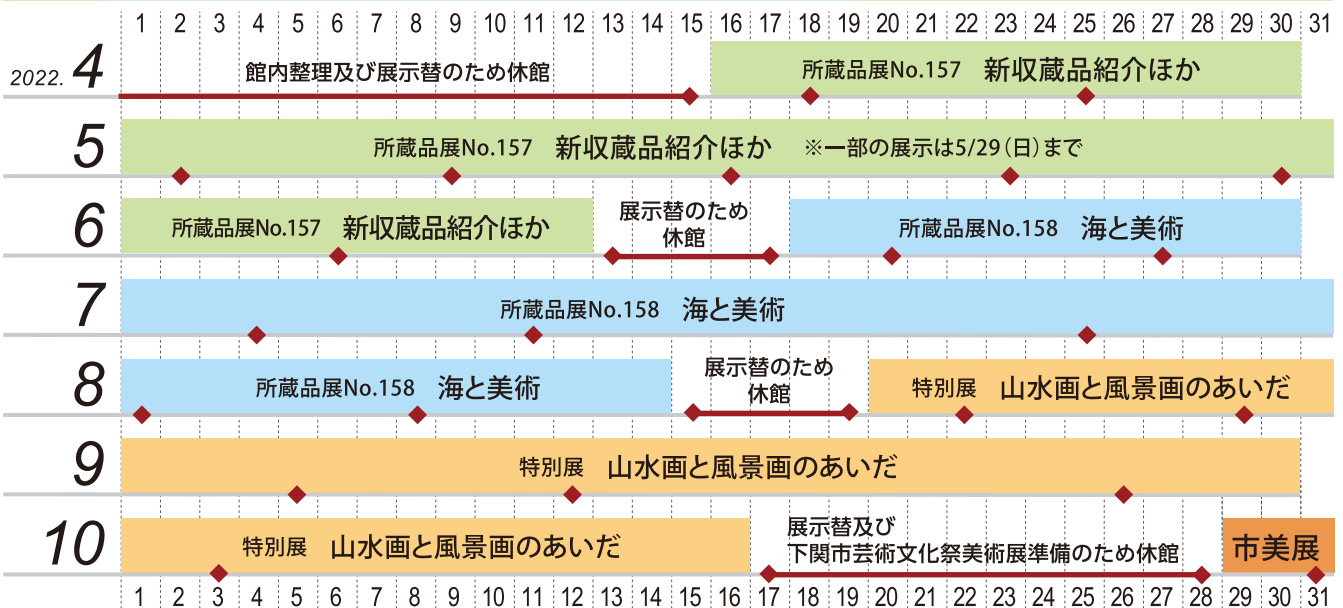 1 2 3 4 5 6 7 8 9 10 11 12 13 14 15 16 17 18 19 20 21 22 23 24 25 26 27 28 29 30 31
2022. 4 館内整理及び展示替のため休館 所蔵品展No.157 新収蔵品紹介ほか
5 所蔵品展No.157 新収蔵品紹介ほか ※一部の展示は5/29（日）まで
6 所蔵品展No.157 新収蔵品紹介ほか
展示替のため
休館
所蔵品展No.158 海と美術
7 所蔵品展No.158 海と美術
8 所蔵品展No.158 海と美術
展示替のため
休館
特別展 山水画と風景画のあいだ
9 特別展 山水画と風景画のあいだ
10 特別展 山水画と風景画のあいだ
展示替及び
下関市芸術文化祭美術展準備のため休館
市美展
1 2 3 4 5 6 7 8 9 10 11 12 13 14 15 16 17 18 19 20 21 22 23 24 25 26 27 28 29 30 31